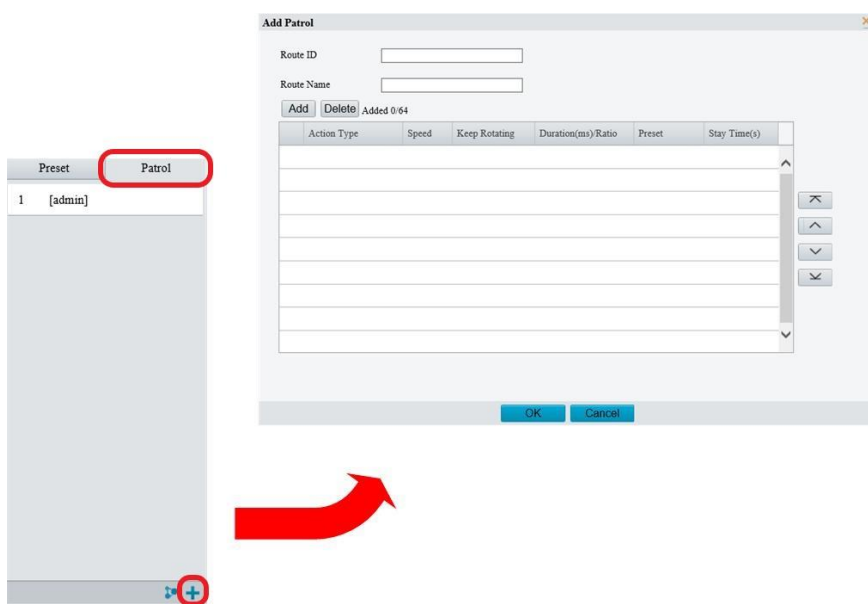 Add Patrol
Route ID
Route Name
Add Delete Added 0/64
Action Type Speed Keep Rotating Duration(ms)/Ratio Preset Stay Time(s)
OK Cancel
Preset Patrol
1 [admin]